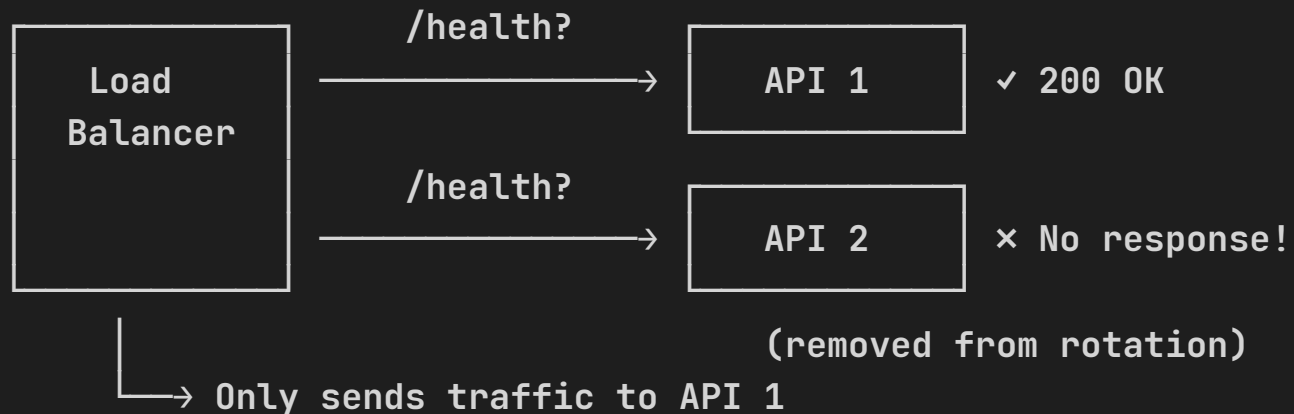 /health?
Load
Balancer
API 1
✓ 200 OK
/health?
API 2
× No response!
(removed from rotation)
Only sends traffic to API 1